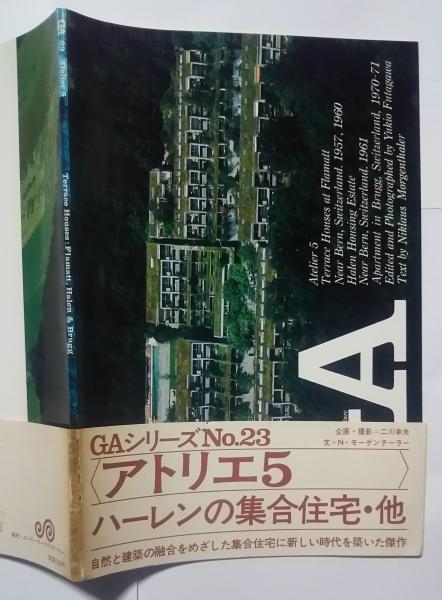 GA 23 Atelier 5
Terrace Houses: Flamatt, Halen & Brugg
Atelier 5
Terrace Houses at Flamatt
Near Bern, Switzerland, 1957, 1960
Halen Housing Estate
Near Bern, Switzerland, 1961
Apartment in Brugg, Switzerland, 1970-71
Edited and Photographed by Yukio Futagawa
Text by Niklaus Morgenthaler
GA
GAシリーズNo.23
企画・撮影=二川幸夫
文=N・モーゲンテーラー
〈アトリエ5
ハーレンの集合住宅・他
自然と建築の融合をめざした集合住宅に新しい時代を築いた傑作